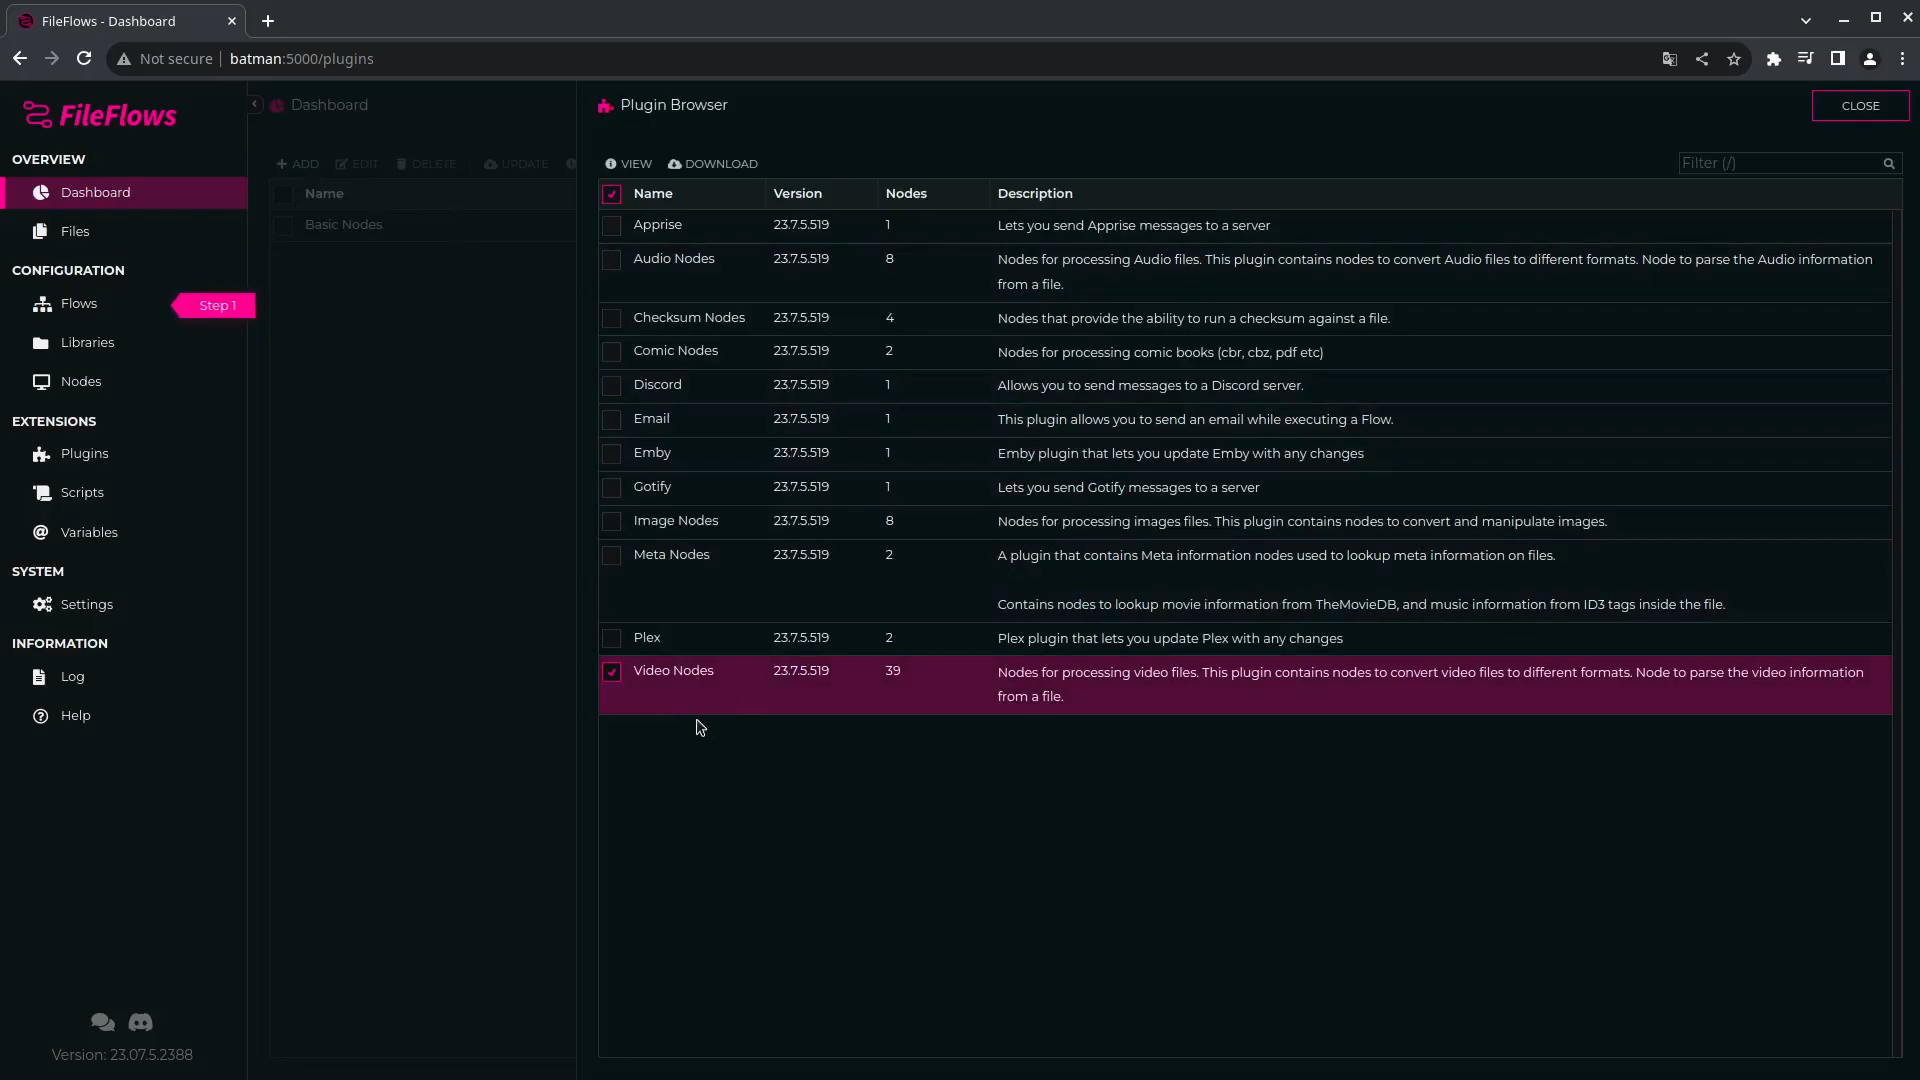 FileFlows - Dashboard
Not secure
batman:5000/plugins
FileFlows
OVERVIEW
Dashboard
Files
CONFIGURATION
Flows
Step 1
Libraries
Nodes
EXTENSIONS
Plugins
Scripts
Variables
SYSTEM
Settings
INFORMATION
Log
Help
Version: 23.07.5.2388
Dashboard
ADD EDIT DELETE UPDATE
Name
Basic Nodes
Plugin Browser
CLOSE
VIEW DOWNLOAD
Filter (/)
Name Version Nodes Description
Apprise 23.7.5.519 1 Lets you send Apprise messages to a server
Audio Nodes 23.7.5.519 8 Nodes for processing Audio files. This plugin contains nodes to convert Audio files to different formats. Node to parse the Audio information
from a file.
Checksum Nodes 23.7.5.519 4 Nodes that provide the ability to run a checksum against a file.
Comic Nodes 23.7.5.519 2 Nodes for processing comic books (cbr, cbz, pdf etc)
Discord 23.7.5.519 1 Allows you to send messages to a Discord server.
Email 23.7.5.519 1 This plugin allows you to send an email while executing a Flow.
Emby 23.7.5.519 1 Emby plugin that lets you update Emby with any changes
Gotify 23.7.5.519 1 Lets you send Gotify messages to a server
Image Nodes 23.7.5.519 8 Nodes for processing images files. This plugin contains nodes to convert and manipulate images.
Meta Nodes 23.7.5.519 2 A plugin that contains Meta information nodes used to lookup meta information on files.
Contains nodes to lookup movie information from TheMovieDB, and music information from ID3 tags inside the file.
Plex 23.7.5.519 2 Plex plugin that lets you update Plex with any changes
Video Nodes 23.7.5.519 39 Nodes for processing video files. This plugin contains nodes to convert video files to different formats. Node to parse the video information
from a file.